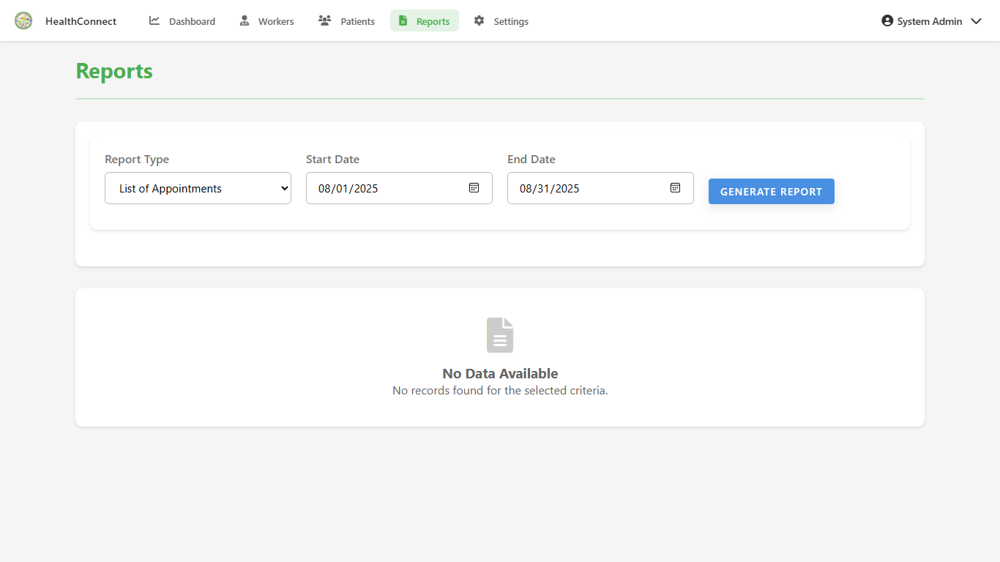 HealthConnect Dashboard Workers Patients Reports Settings System Admin
Reports
Report Type Start Date End Date
List of Appointments 08/01/2025 08/31/2025 GENERATE REPORT
No Data Available
No records found for the selected criteria.